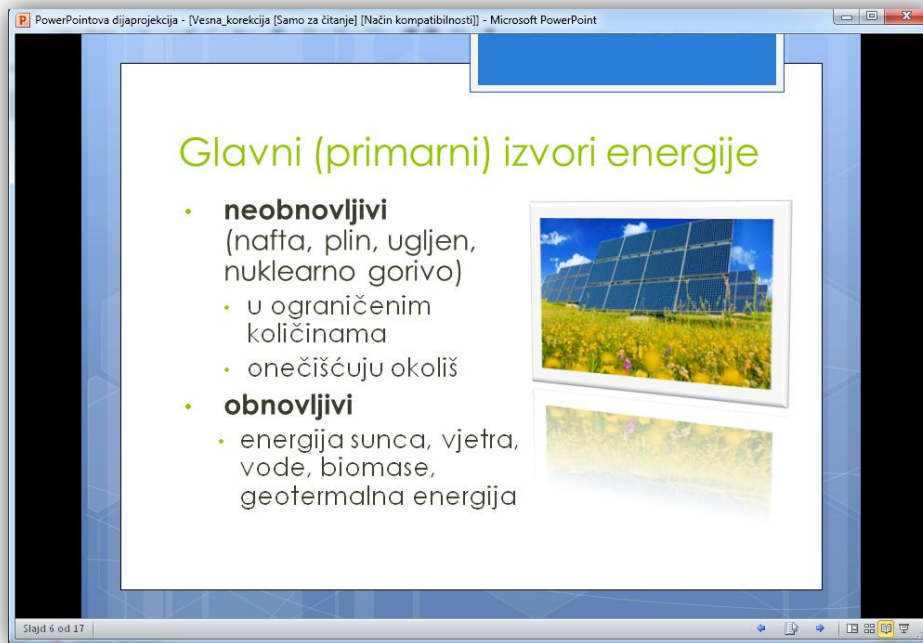 PowerPointova dijaprojekcija - [Vesna_korekcija [Samo za čitanje] [Način kompatibilnosti]] - Microsoft PowerPoint
Glavni (primarni) izvori energije
• neobnovljivi
(nafta, plin, ugljen,
nuklearno gorivo)
• u ograničenim
količinama
• onečišćuju okoliš
• obnovljivi
• energija sunca, vjetra,
vode, biomase,
geotermalna energija
Slajd 6 od 17